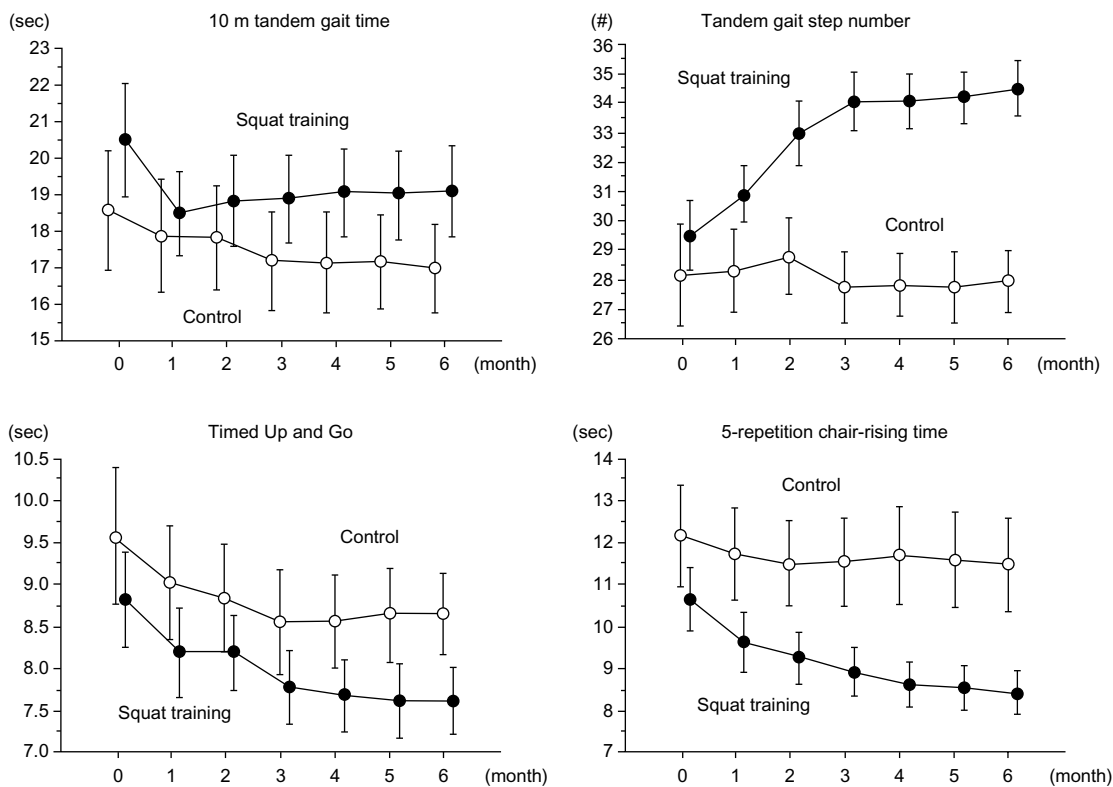 (sec)
10 m tandem gait time
23
22
21
20
19
18
17
16
15
Squat training
Control
0 1 2 3 4 5 6 (month)
(#)
Tandem gait step number
36
35
34
33
32
31
30
29
28
27
26
Squat training
Control
0 1 2 3 4 5 6 (month)
(sec)
Timed Up and Go
10.5
10.0
9.5
9.0
8.5
8.0
7.5
7.0
Control
Squat training
0 1 2 3 4 5 6 (month)
(sec)
5-repetition chair-rising time
14
13
12
11
10
9
8
7
Control
Squat training
0 1 2 3 4 5 6 (month)